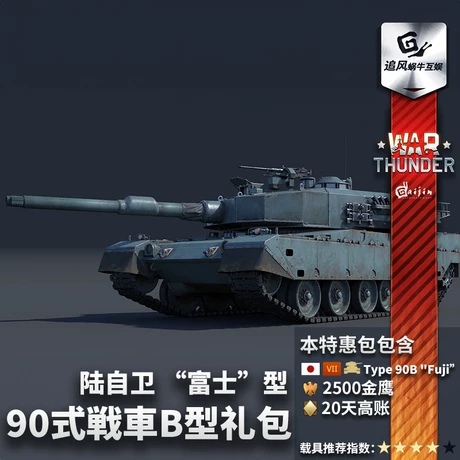 追风蜗牛互娱
WAR
THUNDER
Gaijin
本特惠包包含
VII Type 90B "Fuji”
2500金鹰
20天高账
陆自卫 “富士” 型
90式戦車B型礼包
载具推荐指数：